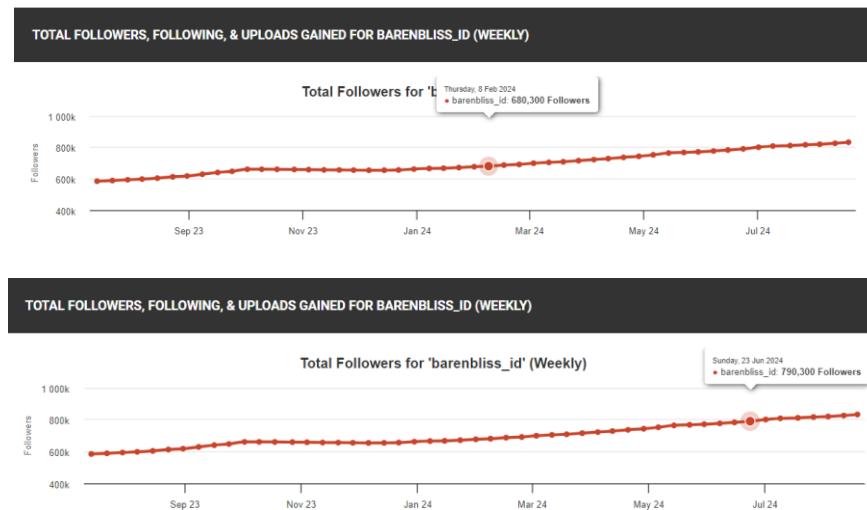 TOTAL FOLLOWERS, FOLLOWING, & UPLOADS GAINED FOR BARENBLISS_ID (WEEKLY)
Total Followers for 'b
Thursday, 8 Feb 2024
● barenbliss_id: 680,300 Followers
1 000k
800k
600k
400k
Followers
Sep 23 Nov 23 Jan 24 Mar 24 May 24 Jul 24
TOTAL FOLLOWERS, FOLLOWING, & UPLOADS GAINED FOR BARENBLISS_ID (WEEKLY)
Total Followers for 'barenbliss_id' (Weekly)
Sunday, 23 Jun 2024
● barenbliss_id: 790,300 Followers
1 000k
800k
600k
400k
Followers
Sep 23 Nov 23 Jan 24 Mar 24 May 24 Jul 24